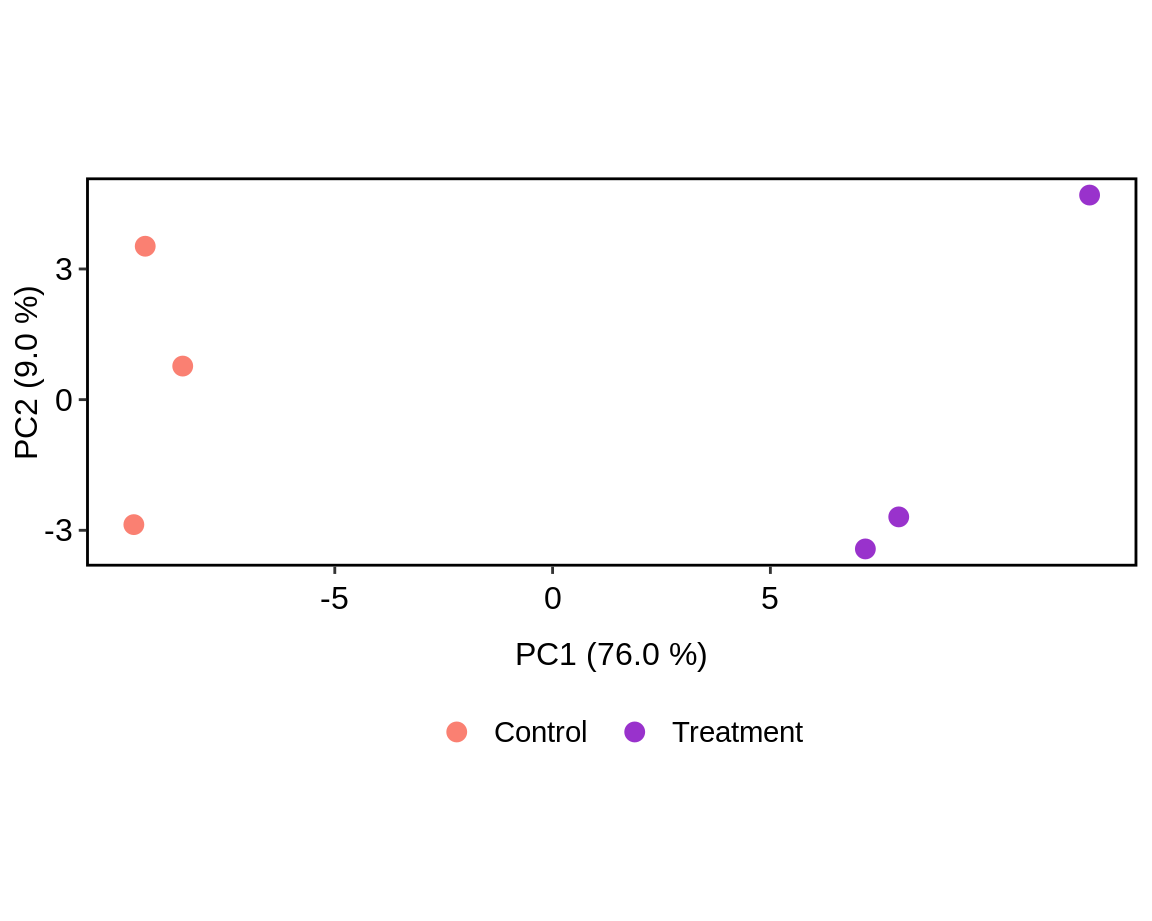 PC2 (9.0 %)
3
0
-3
-5 0 5
PC1 (76.0 %)
Control Treatment